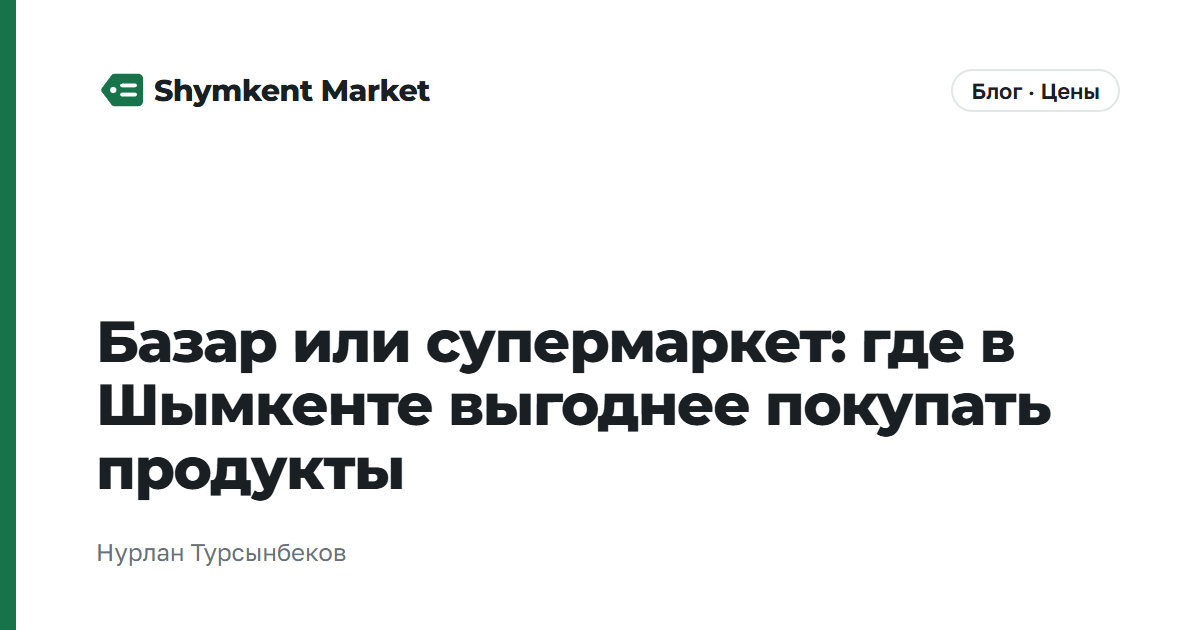 Shymkent Market
Блог · Цены
Базар или супермаркет: где в
Шымкенте выгоднее покупать
продукты
Нурлан Турсынбеков